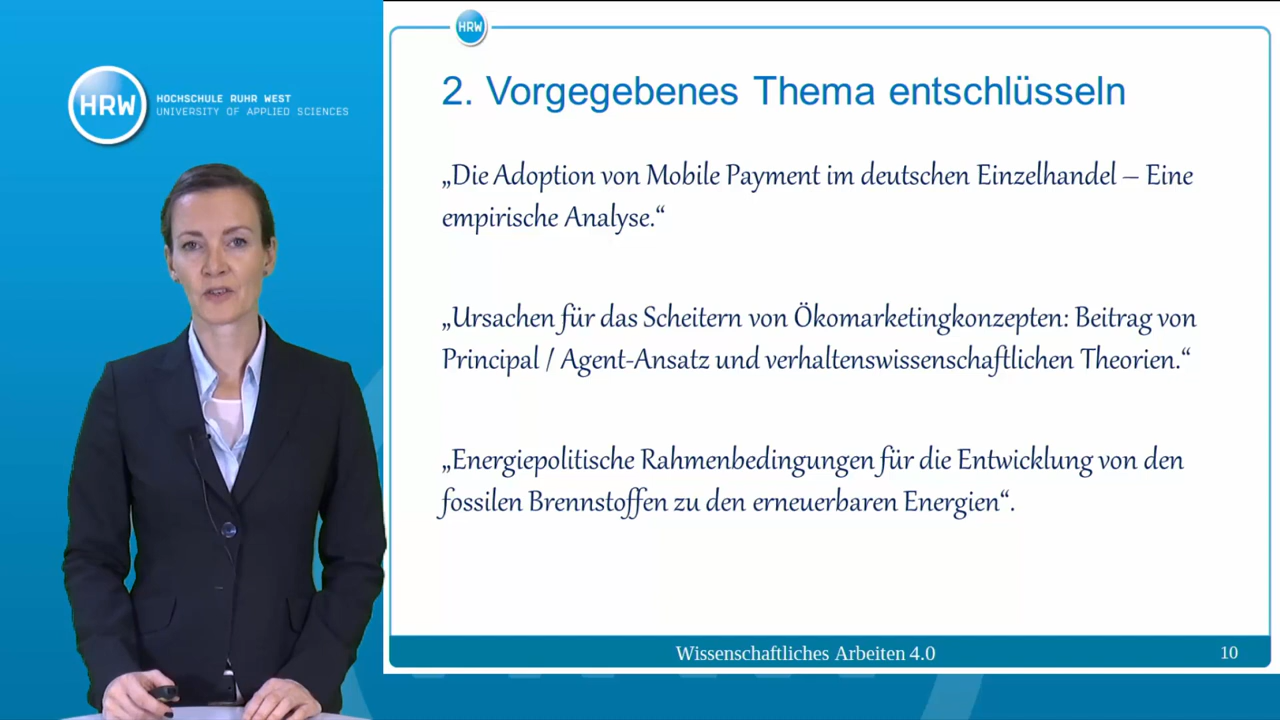 HRW
HOCHSCHULE RUHR WEST
UNIVERSITY OF APPLIED SCIENCES
HRW
2. Vorgegebenes Thema entschlüsseln
„Die Adoption von Mobile Payment im deutschen Einzelhandel – Eine
empirische Analyse.“
„Ursachen für das Scheitern von Ökomarketingkonzepten: Beitrag von
Principal / Agent-Ansatz und verhaltenswissenschaftlichen Theorien.“
„Energiepolitische Rahmenbedingungen für die Entwicklung von den
fossilen Brennstoffen zu den erneuerbaren Energien“.
Wissenschaftliches Arbeiten 4.0
10